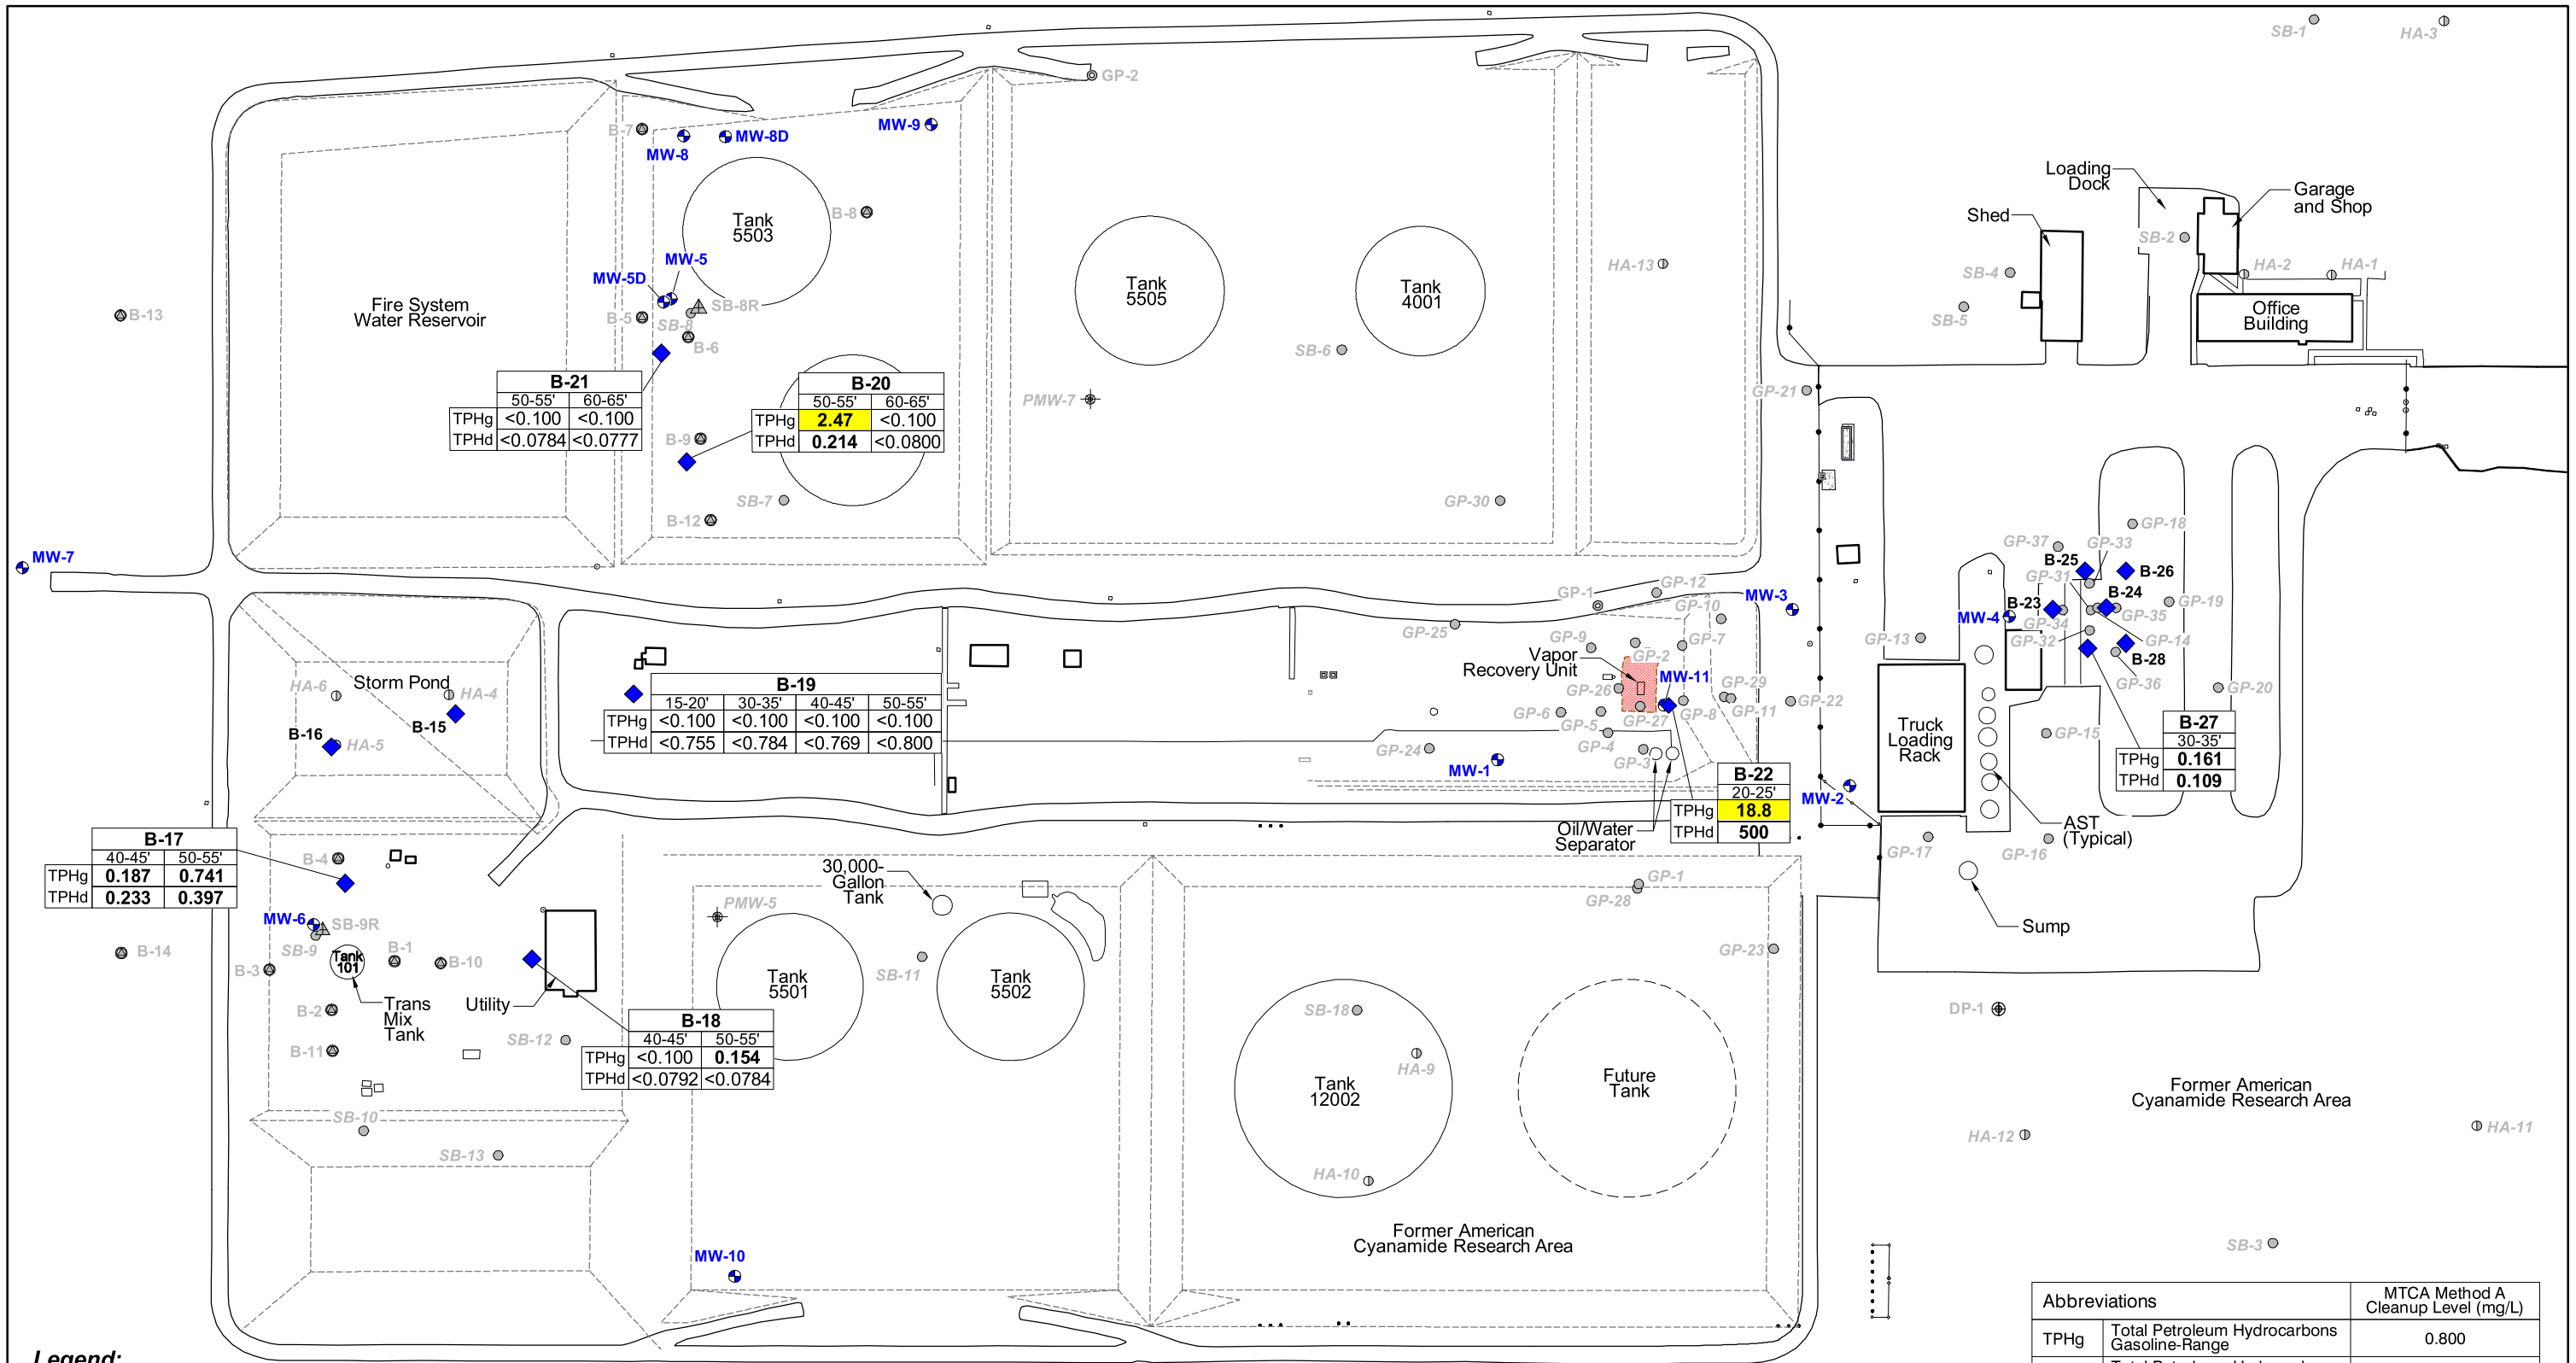 SB-1
HA-3
GP-2
B-7
MW-8
MW-8D
MW-9
Loading
Dock
Garage
and Shop
Shed
Tank
5503
B-8
SB-2
MW-5
MW-5D
SB-4
HA-2
HA-1
HA-13
Tank
5505
Tank
4001
Fire System
Water Reservoir
B-13
B-5
SB-8
SB-8R
B-6
SB-5
Office
Building
SB-6
B-21
50-55' 60-65'
TPHg <0.100 <0.100
TPHd <0.0784 <0.0777
B-20
50-55' 60-65'
TPHg 2.47 <0.100
TPHd 0.214 <0.0800
PMW-7
GP-21
B-9
SB-7
B-12
GP-30
GP-18
MW-7
GP-37
GP-33
B-25
B-26
GP-31
GP-12
GP-1
GP-10
MW-3
B-23
B-24
GP-19
MW-4
GP-34
GP-35
GP-25
GP-9
GP-2
GP-7
GP-13
GP-32
GP-14
B-28
Vapor
Recovery Unit
MW-11
GP-36
Storm Pond
HA-6
HA-4
B-15
B-16
HA-5
B-19
15-20' 30-35' 40-45' 50-55'
TPHg <0.100 <0.100 <0.100 <0.100
TPHd <0.755 <0.784 <0.769 <0.800
GP-26
GP-29
GP-20
GP-6
GP-5
GP-27
GP-8
GP-11
GP-22
Truck
Loading
Rack
GP-15
B-27
30-35'
TPHg 0.161
TPHd 0.109
GP-24
GP-4
GP-3
MW-1
B-22
20-25'
TPHg 18.8
TPHd 500
MW-2
Oil/Water
Separator
AST
(Typical)
GP-17
GP-16
B-17
40-45' 50-55'
TPHg 0.187 0.741
TPHd 0.233 0.397
B-4
30,000-
Gallon
Tank
GP-1
GP-28
PMW-5
MW-6
SB-9R
SB-9
Sump
B-14
B-3
Tank
101
B-1
B-10
SB-11
GP-23
Tank
5501
Tank
5502
Trans
Mix
Tank
Utility
B-2
B-11
SB-12
B-18
40-45' 50-55'
TPHg <0.100 0.154
TPHd <0.0792 <0.0784
SB-18
HA-9
DP-1
Tank
12002
Future
Tank
Former American
Cyanamide Research Area
SB-10
SB-13
HA-12
HA-11
HA-10
Former American
Cyanamide Research Area
MW-10
SB-3
Abbreviations
MTCA Method A
Cleanup Level (mg/L)
TPHg
Total Petroleum Hydrocarbons
Gasoline-Range
0.800
Legend: